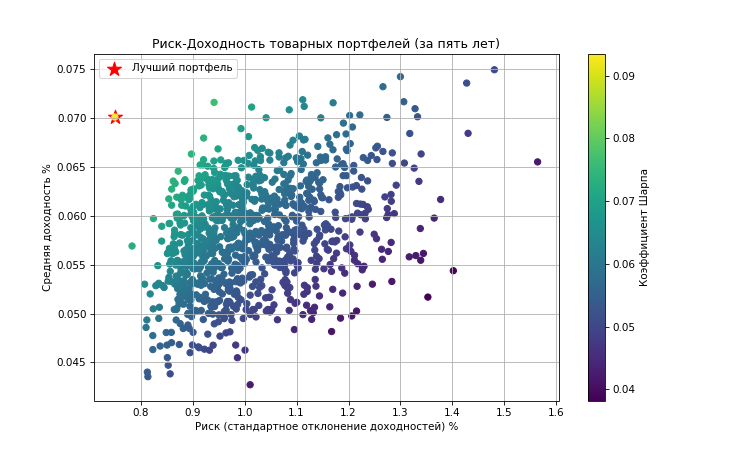 Риск-Доходность товарных портфелей (за пять лет)
Лучший портфель
Средняя доходность %
0.075
0.070
0.065
0.060
0.055
0.050
0.045
0.8 0.9 1.0 1.1 1.2 1.3 1.4 1.5 1.6
Риск (стандартное отклонение доходностей) %
0.09
0.08
0.07
0.06
0.05
0.04
Коэффициент Шарпа